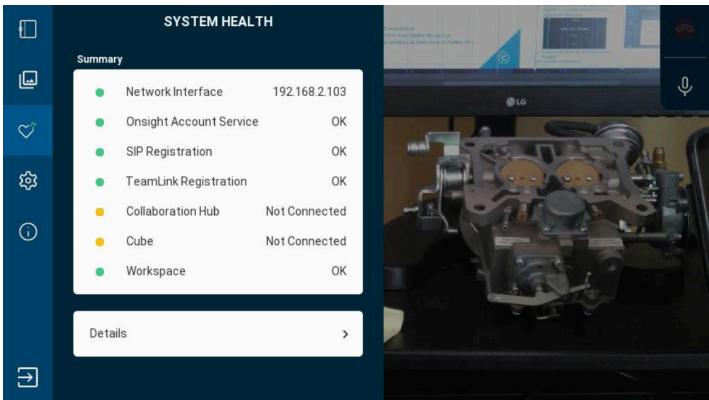 SYSTEM HEALTH
Summary
Network Interface 192.168.2.103
Onsight Account Service OK
SIP Registration OK
TeamLink Registration OK
Collaboration Hub Not Connected
Cube Not Connected
Workspace OK
Details
LG